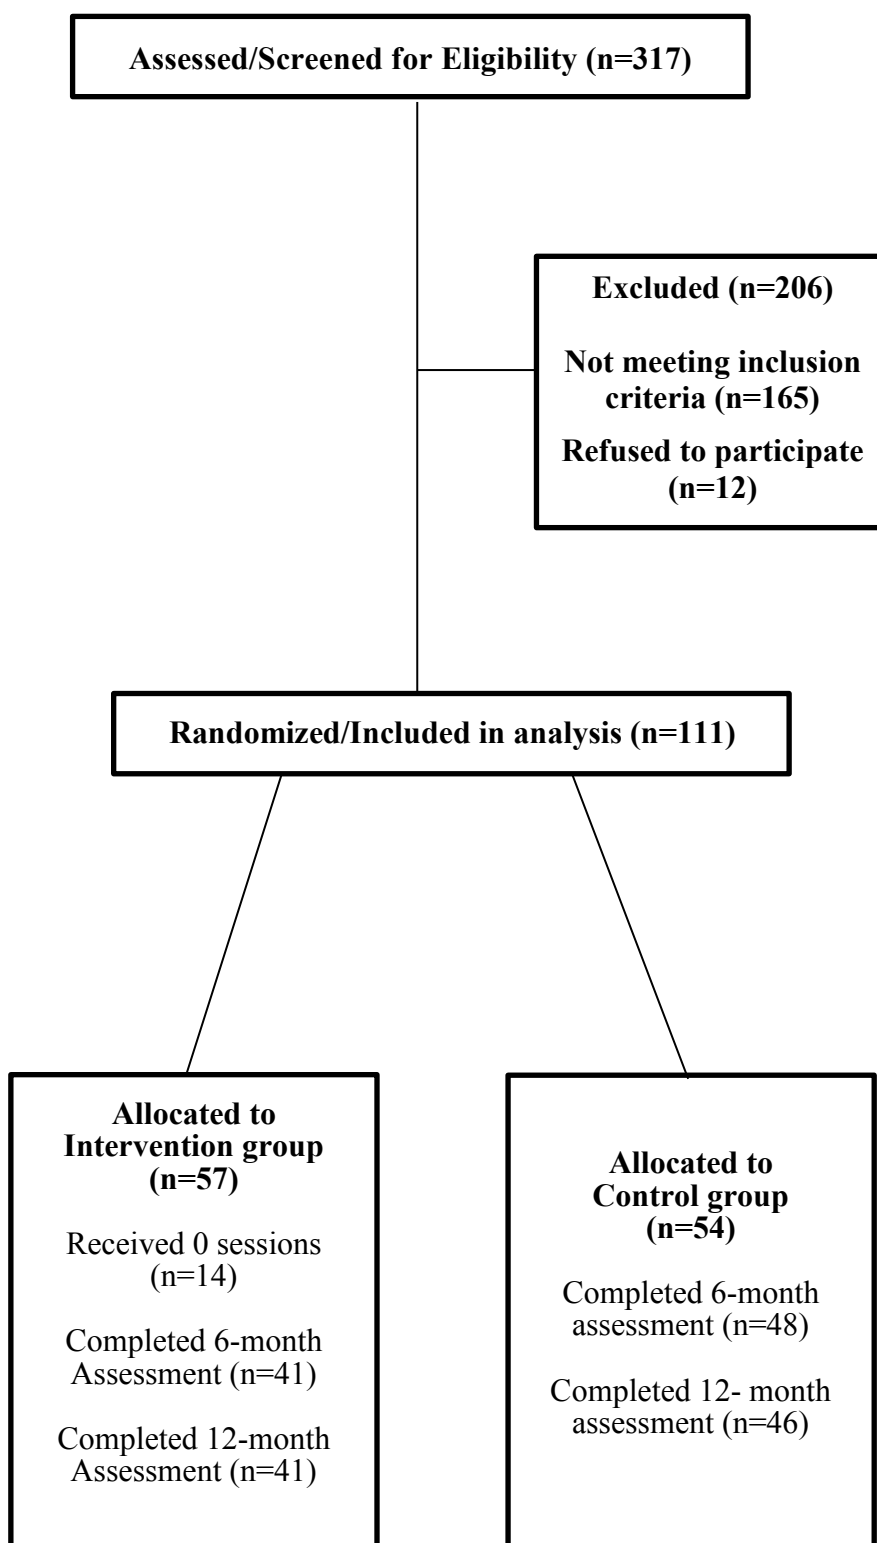 Assessed/Screened for Eligibility (n=317)
Excluded (n=206)
Not meeting inclusion
criteria (n=165)
Refused to participate
(n=12)
Randomized/Included in analysis (n=111)
Allocated to
Intervention group
(n=57)
Received 0 sessions
(n=14)
Completed 6-month
Assessment (n=41)
Completed 12-month
Assessment (n=41)
Allocated to
Control group
(n=54)
Completed 6-month
assessment (n=48)
Completed 12- month
assessment (n=46)